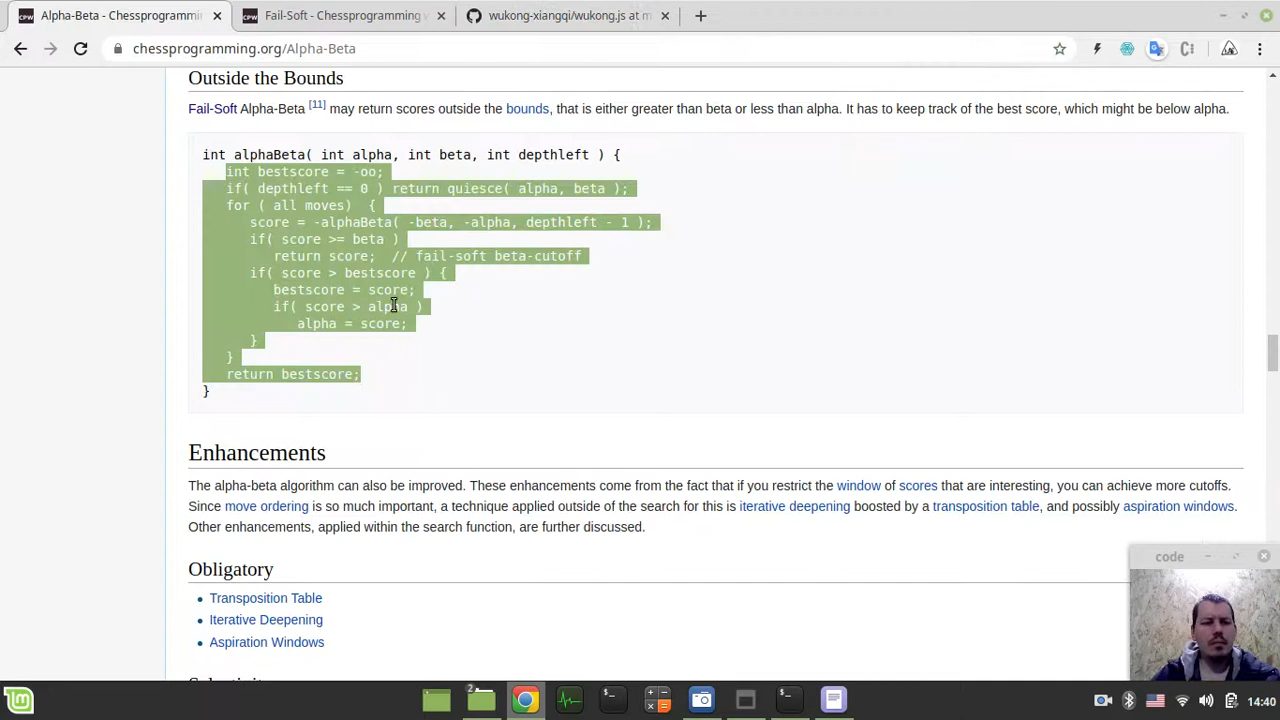 Alpha-Beta - Chessprogrammin
Fail-Soft - Chessprogramming v
wukong-xiangqi/wukong.js at m
chessprogramming.org/Alpha-Beta
Outside the Bounds
Fail-Soft Alpha-Beta [11] may return scores outside the bounds, that is either greater than beta or less than alpha. It has to keep track of the best score, which might be below alpha.
int alphaBeta( int alpha, int beta, int depthleft ) {
int bestscore = -oo;
if( depthleft == 0 ) return quiesce( alpha, beta );
for ( all moves)  {
score = -alphaBeta( -beta, -alpha, depthleft - 1 );
if( score >= beta )
return score;  // fail-soft beta-cutoff
if( score > bestscore ) {
bestscore = score;
if( score > alpha )
alpha = score;
}
}
return bestscore;
}
Enhancements
The alpha-beta algorithm can also be improved. These enhancements come from the fact that if you restrict the window of scores that are interesting, you can achieve more cutoffs.
Since move ordering is so much important, a technique applied outside of the search for this is iterative deepening boosted by a transposition table, and possibly aspiration windows.
Other enhancements, applied within the search function, are further discussed.
Obligatory
Transposition Table
Iterative Deepening
Aspiration Windows
code
2
14:40